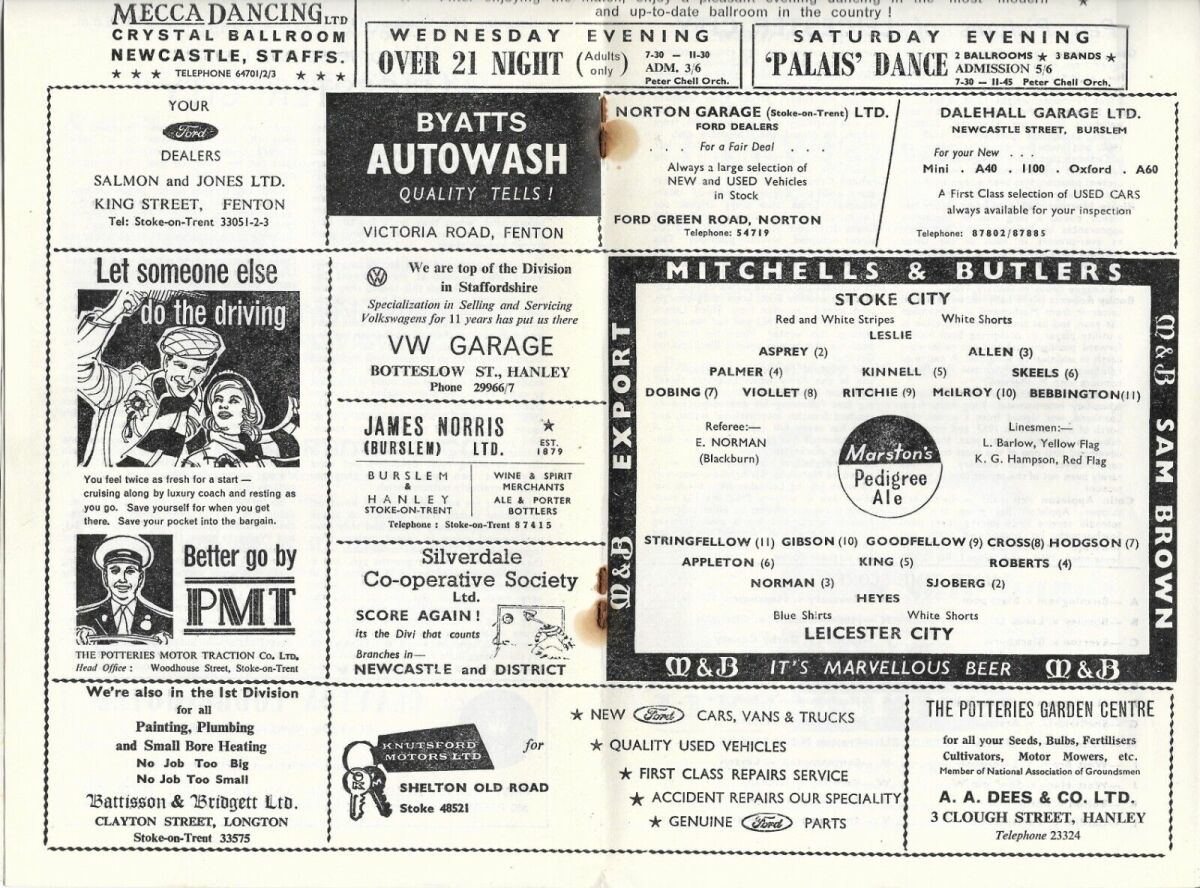 MECCA DANCING LTD
CRYSTAL BALLROOM
NEWCASTLE, STAFFS.
★ ★ ★ TELEPHONE 64701/2/3 ★ ★ ★
and up-to-date ballroom in the country !
WEDNESDAY EVENING
OVER 21 NIGHT (Adults only)
7-30 — 11-30
ADM. 3/6
Peter Chell Orch.
SATURDAY EVENING
'PALAIS' DANCE
2 BALLROOMS ★ 3 BANDS ★
ADMISSION 5/6
7-30 — 11-45 Peter Chell Orch.
YOUR
Ford
DEALERS
SALMON and JONES LTD.
KING STREET, FENTON
Tel: Stoke-on-Trent 33051-2-3
BYATTS
AUTOWASH
QUALITY TELLS !
VICTORIA ROAD, FENTON
NORTON GARAGE (Stoke-on-Trent) LTD.
FORD DEALERS
. . . . For a Fair Deal . . . .
Always a large selection of
NEW and USED Vehicles
in Stock
FORD GREEN ROAD, NORTON
Telephone: 54719
DALEHALL GARAGE LTD.
NEWCASTLE STREET, BURSLEM
For your New . . .
Mini . A40 . 1100 . Oxford . A60
A First Class selection of USED CARS
always available for your inspection
Telephone: 87802/87885
Let someone else
do the driving
You feel twice as fresh for a start —
cruising along by luxury coach and resting as
you go. Save yourself for when you get
there. Save your pocket into the bargain.
Better go by
PMT
THE POTTERIES MOTOR TRACTION Co. LTD.
Head Office : Woodhouse Street, Stoke-on-Trent
VW
We are top of the Division
in Staffordshire
Specialization in Selling and Servicing
Volkswagens for 11 years has put us there
VW GARAGE
BOTTESLOW ST., HANLEY
Phone 29966/7
JAMES NORRIS
(BURSLEM) LTD.
★
EST.
1879
BURSLEM
&
HANLEY
STOKE-ON-TRENT
WINE & SPIRIT
MERCHANTS
ALE & PORTER
BOTTLERS
Telephone : Stoke-on-Trent 87415
Silverdale
Co-operative Society
Ltd.
SCORE AGAIN !
its the Divi that counts
Branches in—
NEWCASTLE and DISTRICT
MITCHELLS & BUTLERS
M&B EXPORT
M&B SAM BROWN
STOKE CITY
Red and White Stripes White Shorts
LESLIE
ASPREY (2) ALLEN (3)
PALMER (4) KINNELL (5) SKEELS (6)
DOBING (7) VIOLLET (8) RITCHIE (9) McILROY (10) BEBBINGTON (11)
Referee:—
E. NORMAN
(Blackburn)
Marston's
Pedigree
Ale
Linesmen:—
L. Barlow, Yellow Flag
K. G. Hampson, Red Flag
STRINGFELLOW (11) GIBSON (10) GOODFELLOW (9) CROSS(8) HODGSON (7)
APPLETON (6) KING (5) ROBERTS (4)
NORMAN (3) SJOBERG (2)
HEYES
Blue Shirts White Shorts
LEICESTER CITY
M&B IT'S MARVELLOUS BEER M&B
We're also in the 1st Division
for all
Painting, Plumbing
and Small Bore Heating
No Job Too Big
No Job Too Small
Battisson & Bridgett Ltd.
CLAYTON STREET, LONGTON
Stoke-on-Trent 33575
KNUTSFORD
MOTORS LTD
for
SHELTON OLD ROAD
Stoke 48521
★ NEW Ford CARS, VANS & TRUCKS
★ QUALITY USED VEHICLES
★ FIRST CLASS REPAIRS SERVICE
★ ACCIDENT REPAIRS OUR SPECIALITY
★ GENUINE Ford PARTS
THE POTTERIES GARDEN CENTRE
for all your Seeds, Bulbs, Fertilisers
Cultivators, Motor Mowers, etc.
Member of National Association of Groundsmen
A. A. DEES & CO. LTD.
3 CLOUGH STREET, HANLEY
Telephone 23324